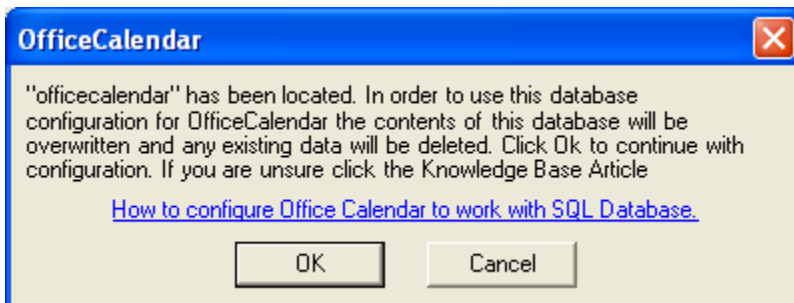 OfficeCalendar
"officecalendar" has been located. In order to use this database
configuration for OfficeCalendar the contents of this database will be
overwritten and any existing data will be deleted. Click Ok to continue with
configuration. If you are unsure click the Knowledge Base Article
How to configure Office Calendar to work with SQL Database.
OK Cancel